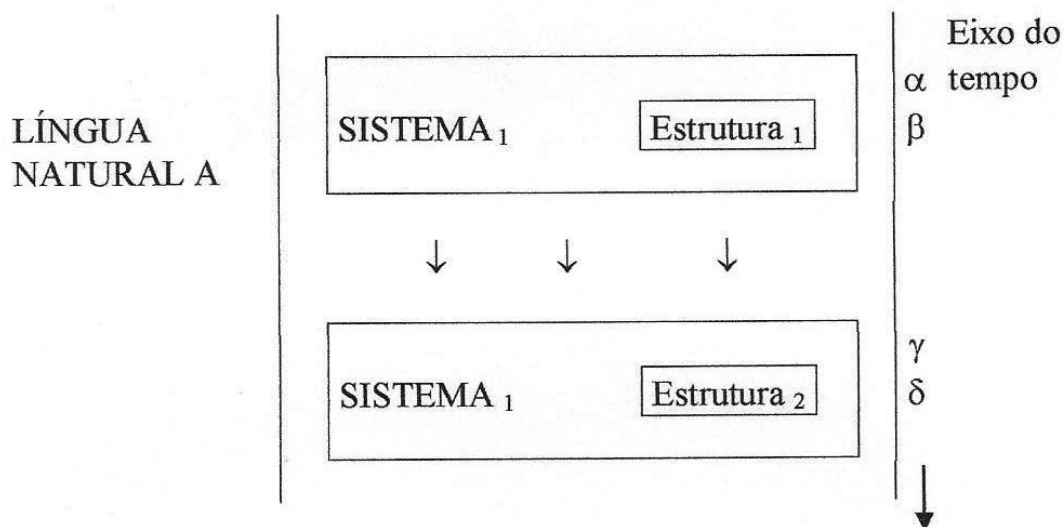 Eixo do
α tempo
LÍNGUA
NATURAL A
SISTEMA 1
Estrutura 1
β
SISTEMA 1
Estrutura 2
γ
δ